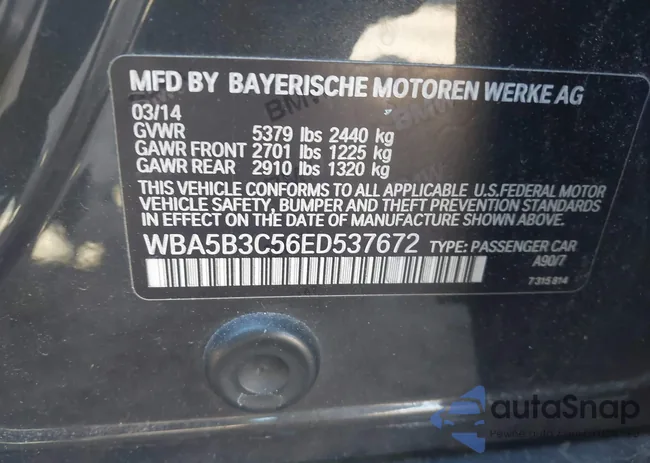 MFD BY BAYERISCHE MOTOREN WERKE AG
03/14
GVWR 5379 lbs 2440 kg
GAWR FRONT 2701 lbs 1225 kg
GAWR REAR 2910 lbs 1320 kg
THIS VEHICLE CONFORMS TO ALL APPLICABLE U.S.FEDERAL MOTOR
VEHICLE SAFETY, BUMPER AND THEFT PREVENTION STANDARDS
IN EFFECT ON THE DATE OF MANUFACTURE SHOWN ABOVE.
WBA5B3C56ED537672 TYPE: PASSENGER CAR
A90/7
7315814
autoSnap